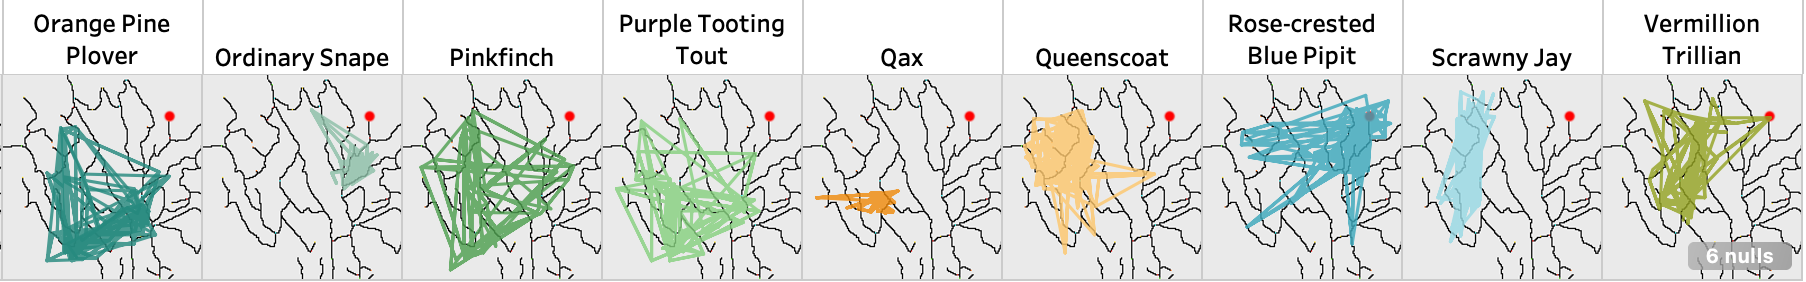 Orange Pine
Plover
Ordinary Snape
Pinkfinch
Purple Tooting
Tout
Qax
Queenscoat
Rose-crested
Blue Pipit
Scrawny Jay
Vermillion
Trillian
6 nulls